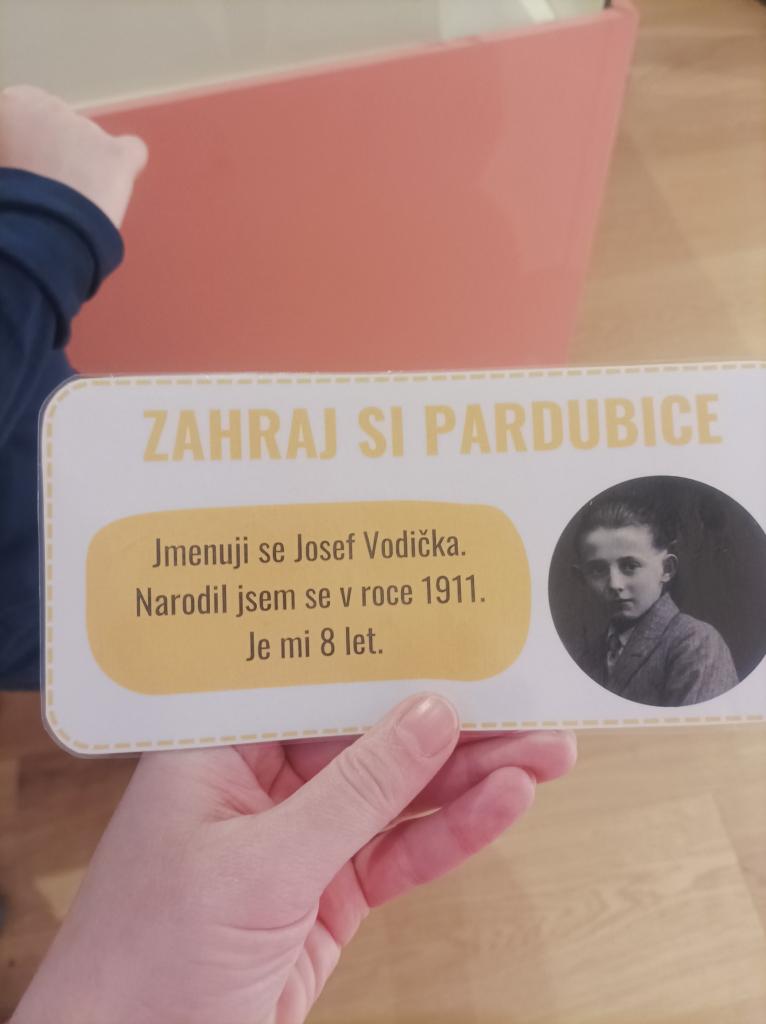 ZAHRAJ SI PARDUBICE
Jmenuji se Josef Vodička.
Narodil jsem se v roce 1911.
Je mi 8 let.